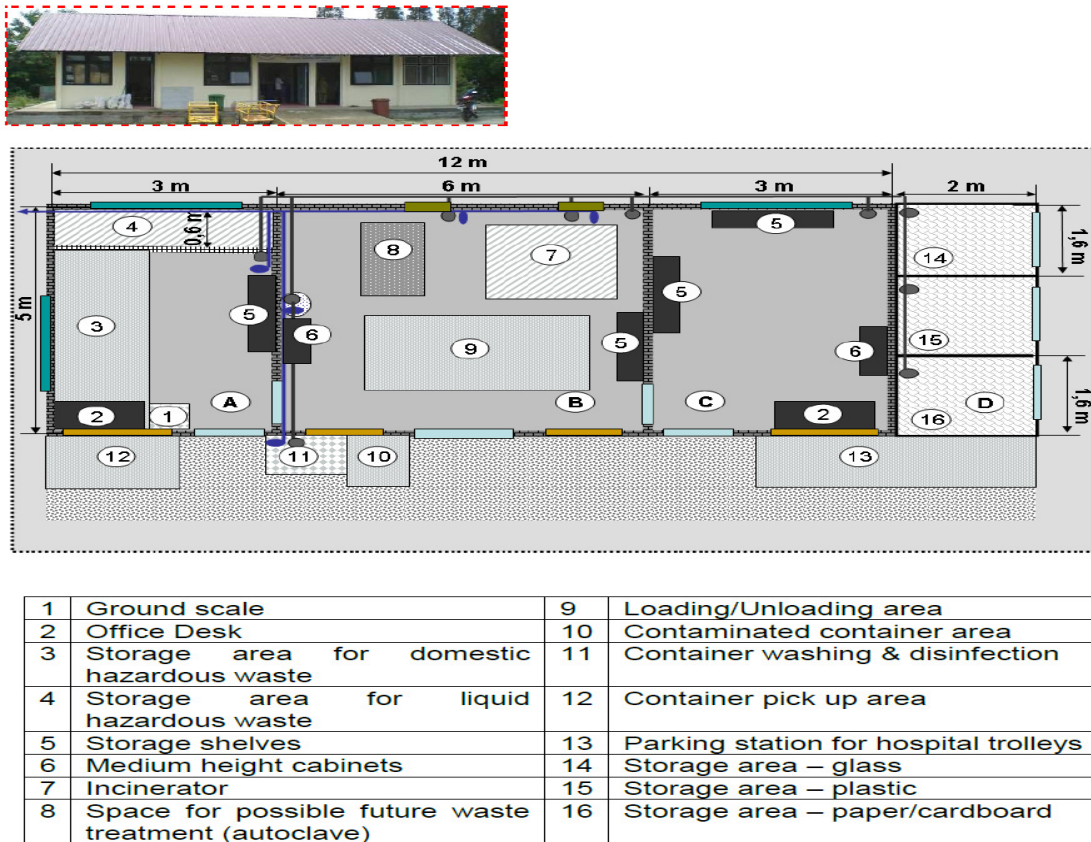 12 m
3 m 6 m 3 m 2 m
4 0,9 m 5 8 7 14 1,6 m
5 m
3 5 6 9 5 5 6 15
2 1 A B C 2 16 D 1,6 m
12 11 10 13
1 Ground scale 9 Loading/Unloading area
2 Office Desk 10 Contaminated container area
3 Storage area for domestic hazardous waste 11 Container washing & disinfection
4 Storage area for liquid hazardous waste 12 Container pick up area
5 Storage shelves 13 Parking station for hospital trolleys
6 Medium height cabinets 14 Storage area – glass
7 Incinerator 15 Storage area – plastic
8 Space for possible future waste treatment (autoclave) 16 Storage area – paper/cardboard